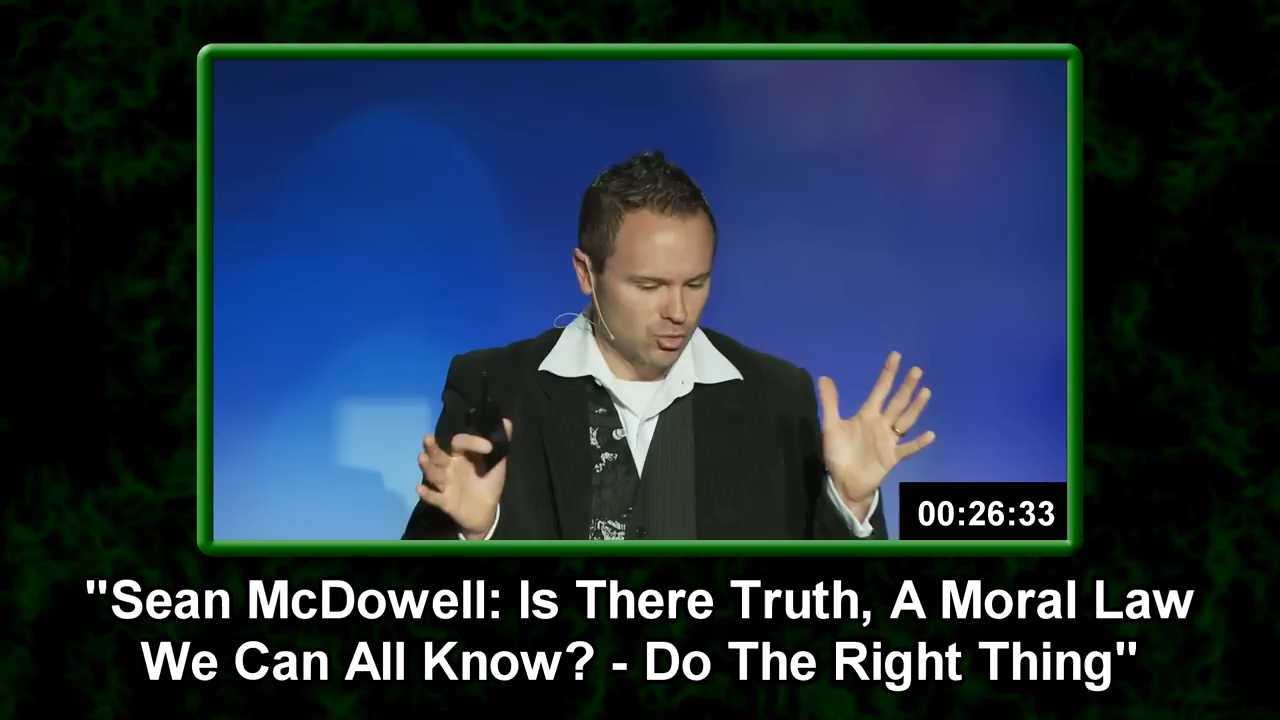 00:26:33
"Sean McDowell: Is There Truth, A Moral Law
We Can All Know? - Do The Right Thing"